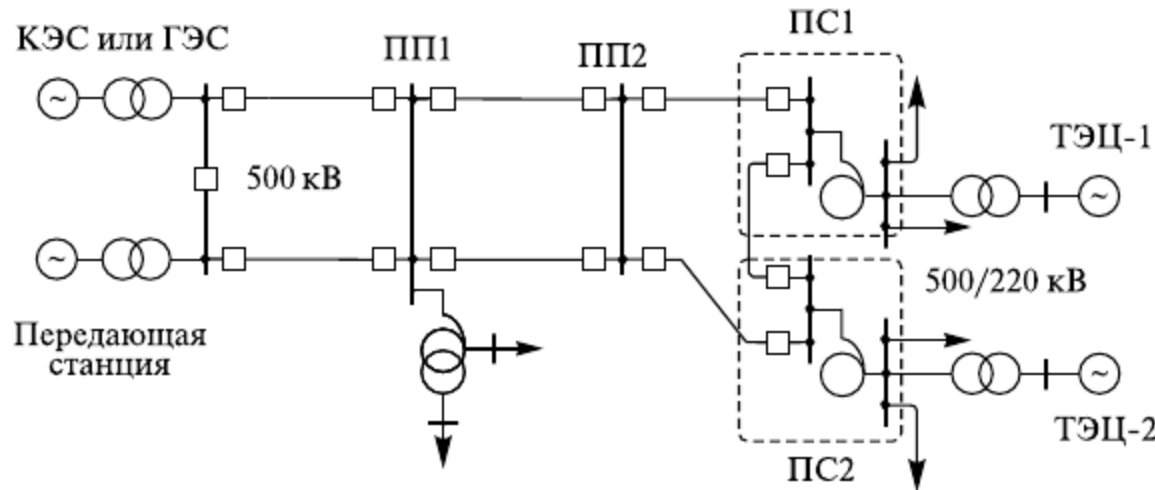 КЭС или ГЭС
ПП1
ПП2
ПС1
ТЭЦ-1
500 кВ
500/220 кВ
Передающая
станция
ТЭЦ-2
ПС2